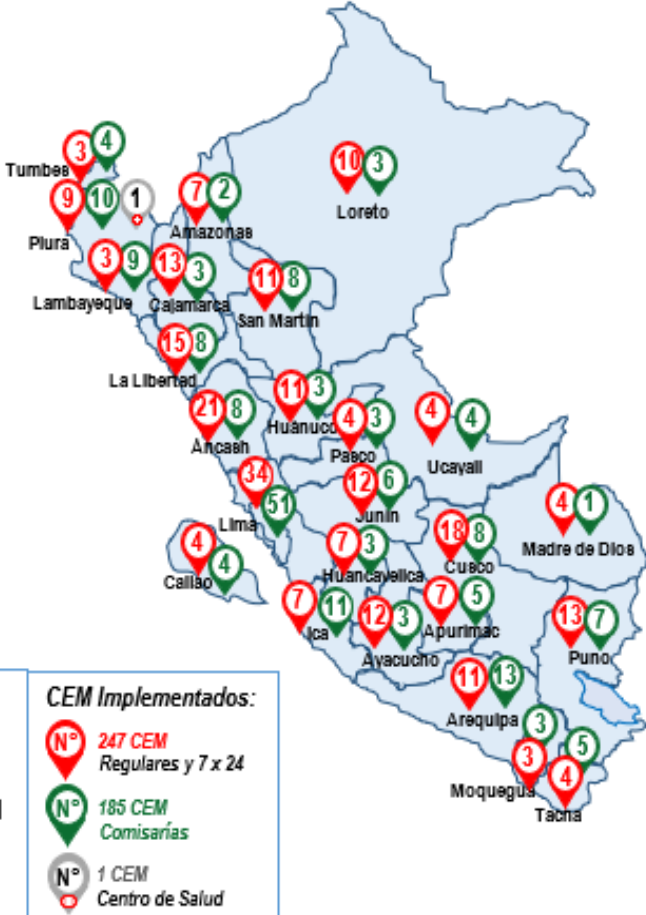 3 4
Tumbes
9 10 1
Piura
7 2
Amazonas
10 3
Loreto
3 9
Lambayeque
13 3
Cajamarca
11 8
San Martin
15 8
La Libertad
21 8
Ancash
11 3
Huánuco
4 3
Pasco
4 4
Ucayali
34
51
Lima
12 6
Junín
4 4
Callao
7 3
Huancavelica
18 8
Cusco
4 1
Madre de Dios
7 11
Ica
12 3
Ayacucho
7 5
Apurimac
13 7
Puno
11 13
Arequipa
3
3
Moquegua
5
4
Tacna
CEM Implementados:
N° 247 CEM
Regulares y 7 x 24
N° 185 CEM
Comisarías
N° 1 CEM
Centro de Salud